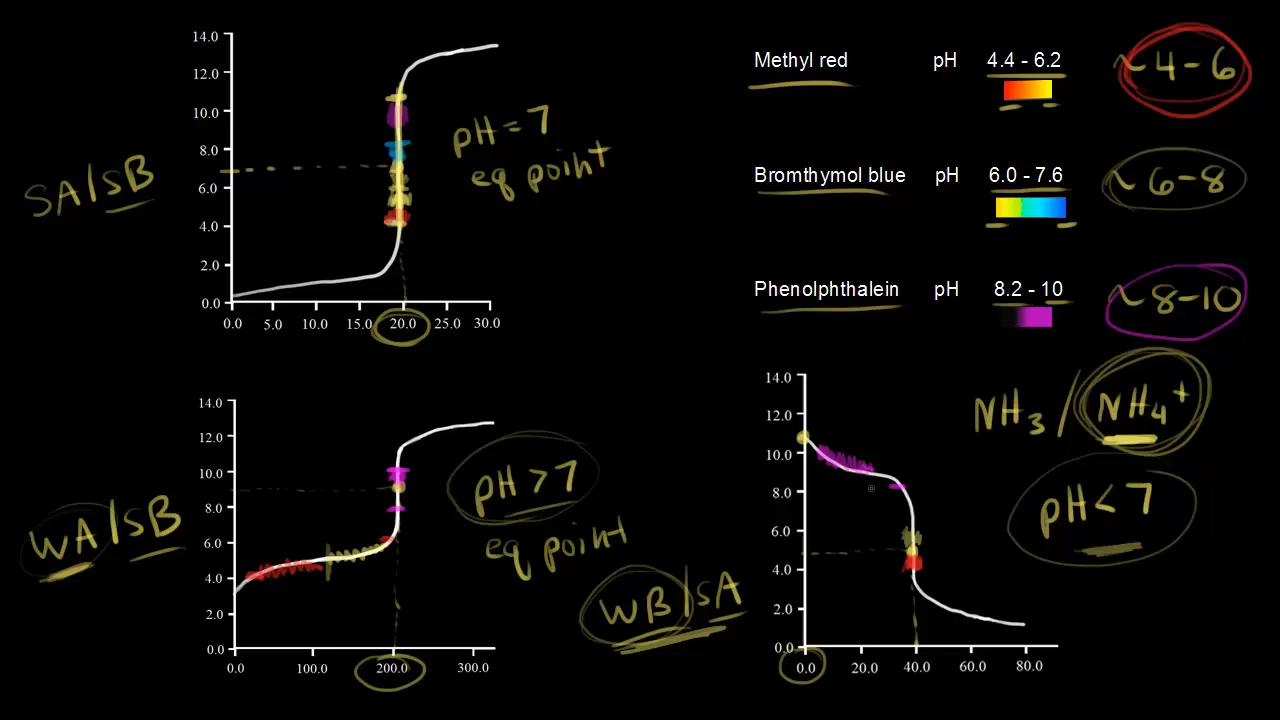 14.0
12.0
10.0
8.0
6.0
4.0
2.0
0.0
0.0 5.0 10.0 15.0 20.0 25.0 30.0
SA/SB
pH = 7
eq point
Methyl red pH 4.4 - 6.2 ~4-6
Bromthymol blue pH 6.0 - 7.6 ~6-8
Phenolphthalein pH 8.2 - 10 ~8-10
14.0
12.0
10.0
8.0
6.0
4.0
2.0
0.0
0.0 100.0 200.0 300.0
WA/SB
pH > 7
eq point
WB/SA
14.0
12.0
10.0
8.0
6.0
4.0
2.0
0.0
0.0 20.0 40.0 60.0 80.0
NH3/NH4+
pH < 7